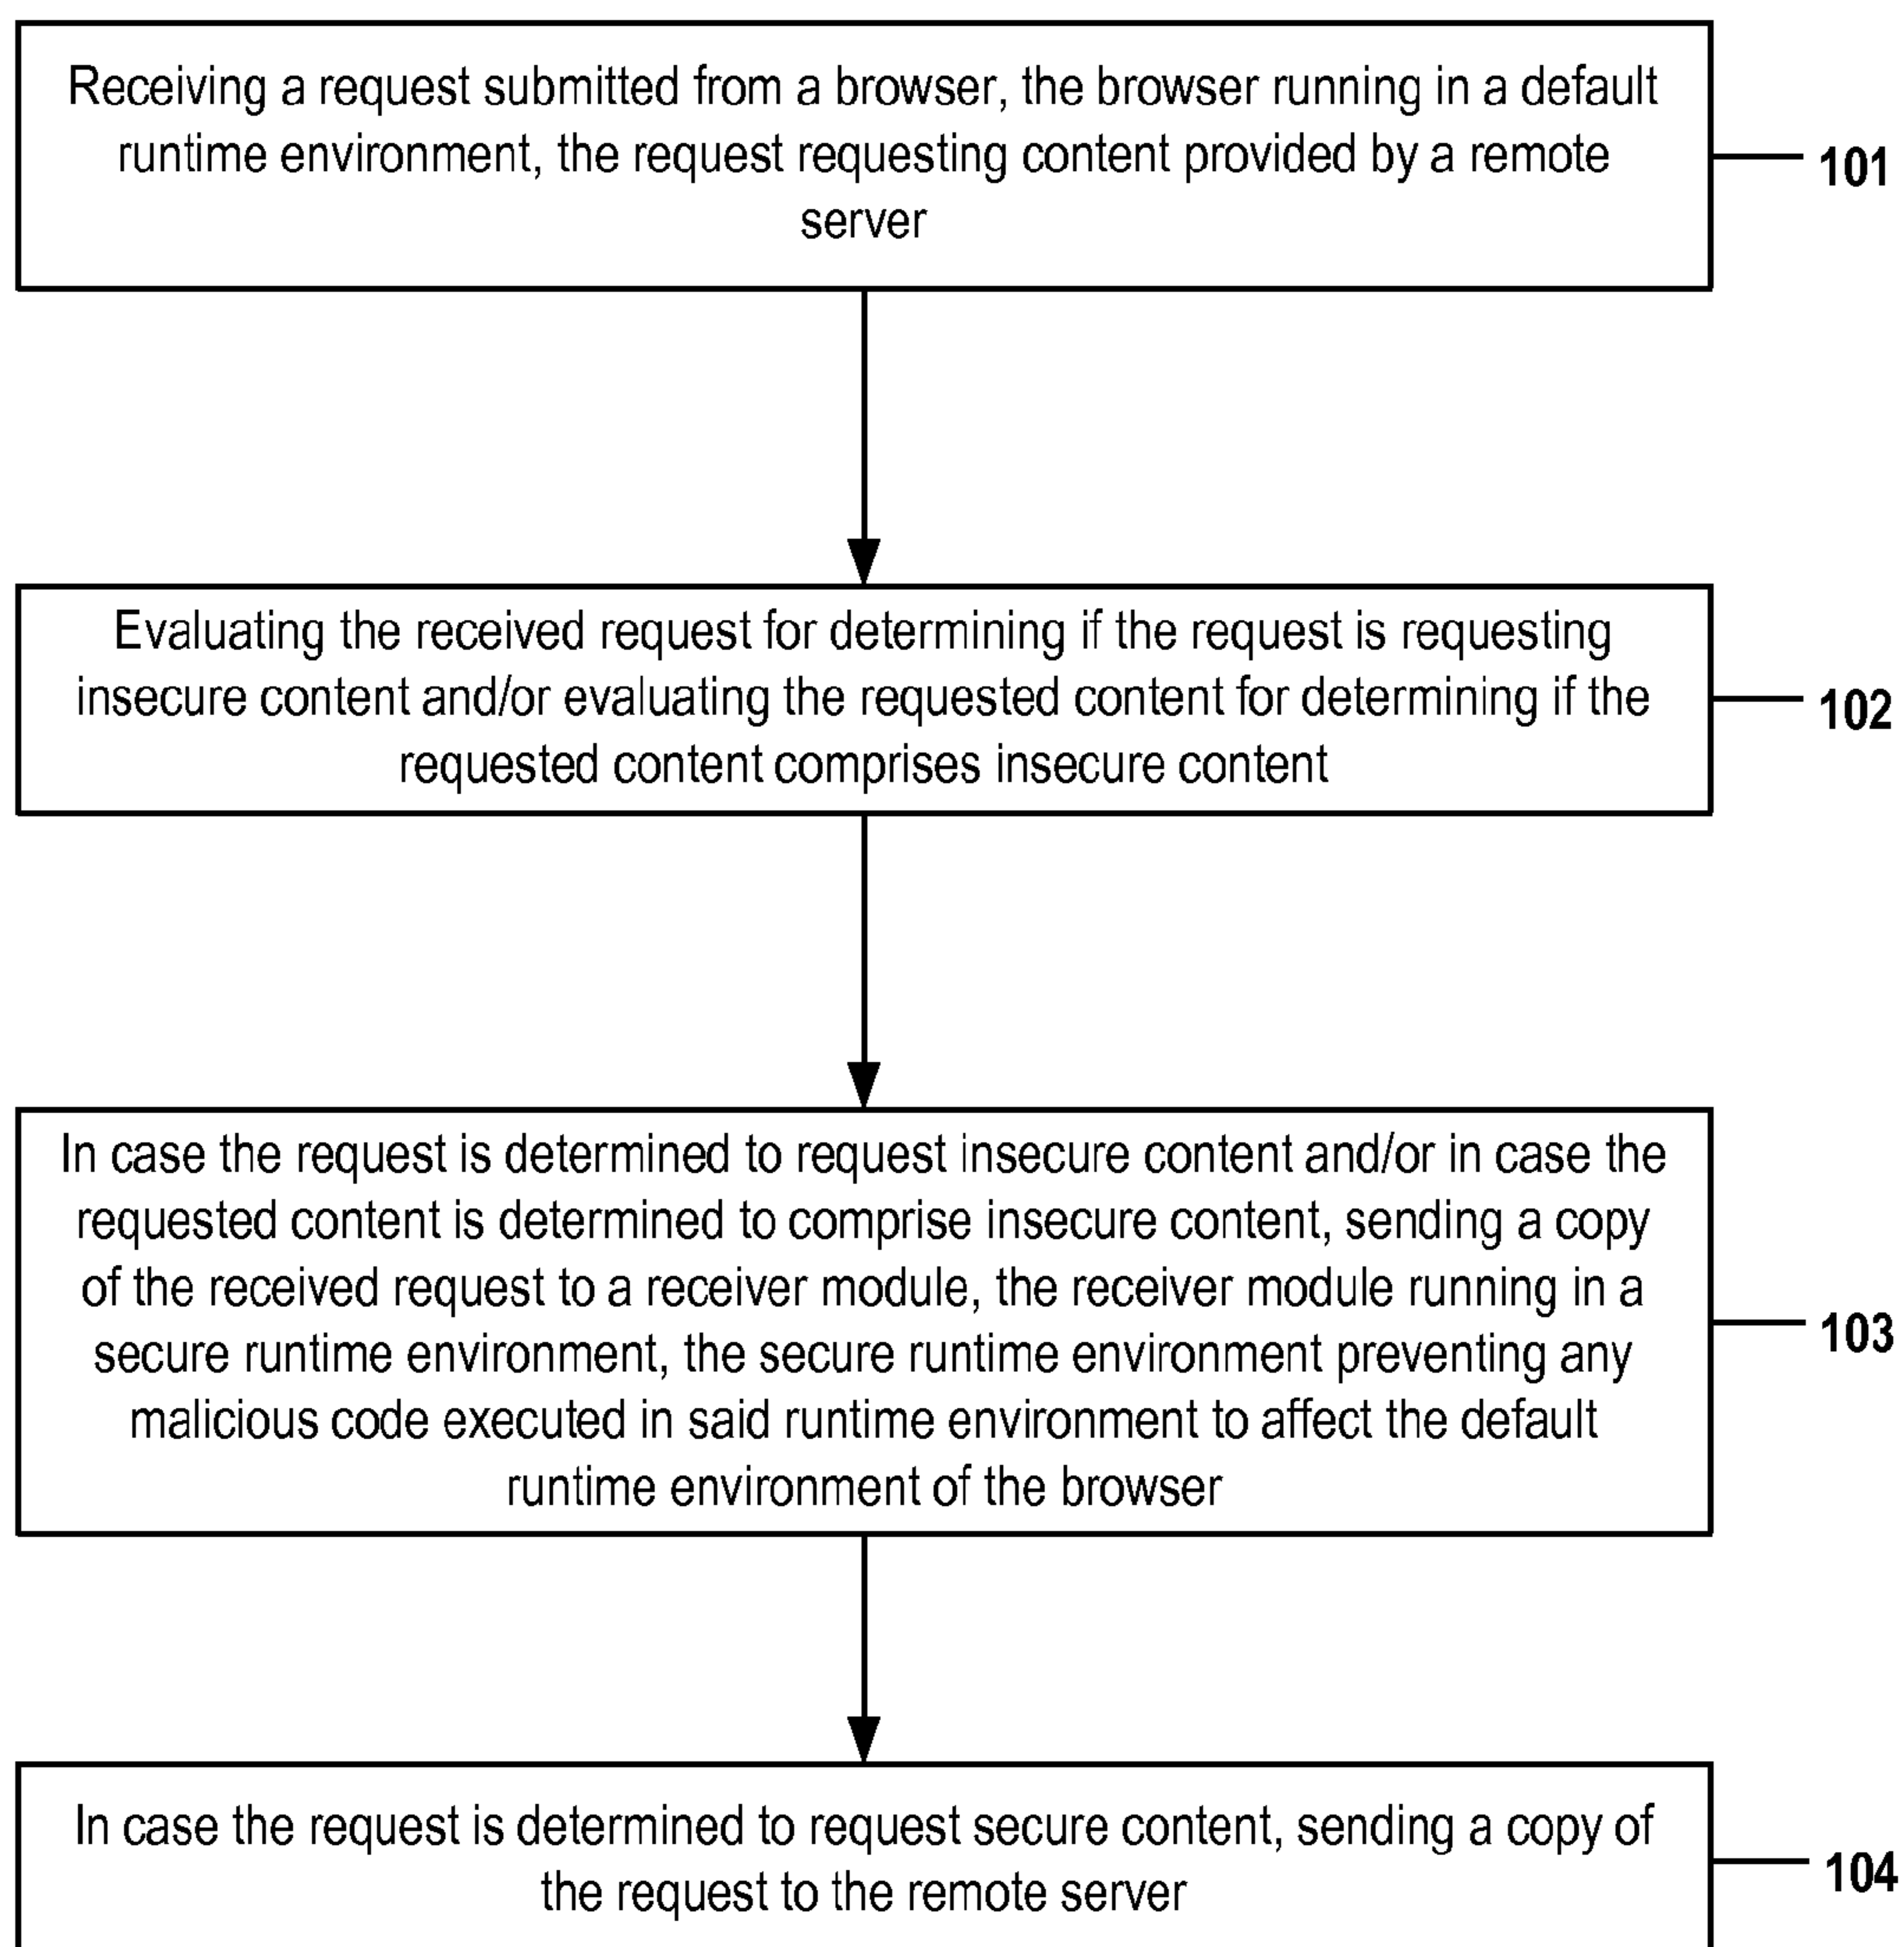 Receiving a request submitted from a browser, the browser running in a default
runtime environment, the request requesting content provided by a remote
server
101
Evaluating the received request for determining if the request is requesting
insecure content and/or evaluating the requested content for determining if the
requested content comprises insecure content
102
In case the request is determined to request insecure content and/or in case the
requested content is determined to comprise insecure content, sending a copy
of the received request to a receiver module, the receiver module running in a
secure runtime environment, the secure runtime environment preventing any
malicious code executed in said runtime environment to affect the default
runtime environment of the browser
103
In case the request is determined to request secure content, sending a copy of
the request to the remote server
104